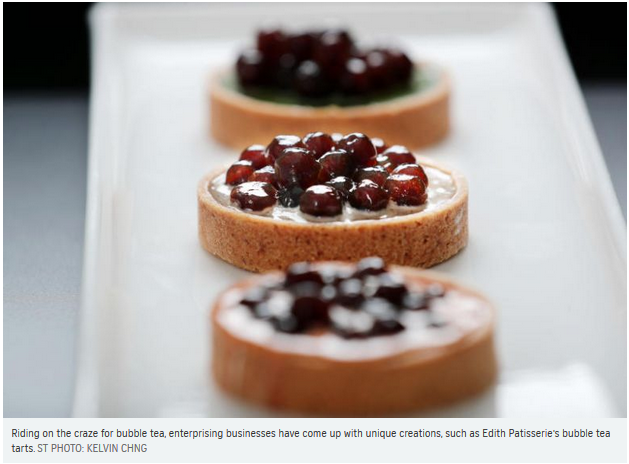 Riding on the craze for bubble tea, enterprising businesses have come up with unique creations, such as Edith Patisserie's bubble tea
tarts. ST PHOTO: KELVIN CHNG